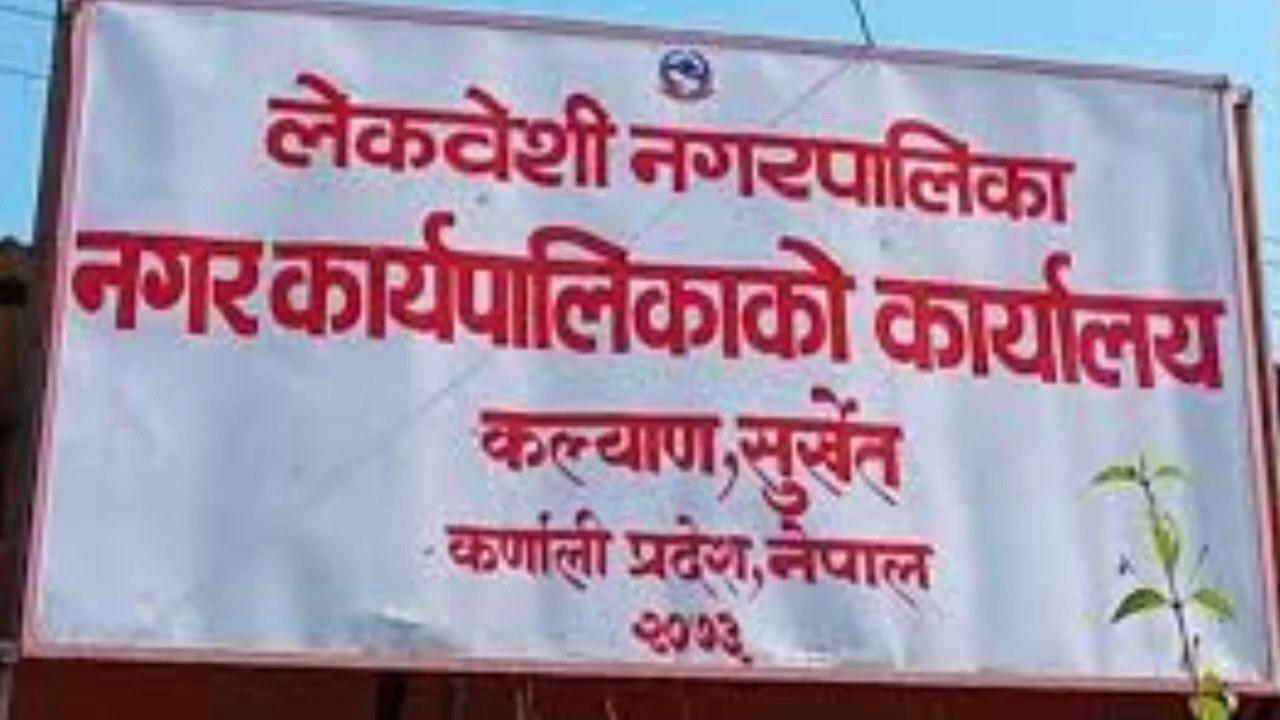 लेकवेशी नगरपालिका
नगर कार्यपालिकाको कार्यालय
कल्याण, सुर्खेत
कर्णाली प्रदेश, नेपाल
२०७३